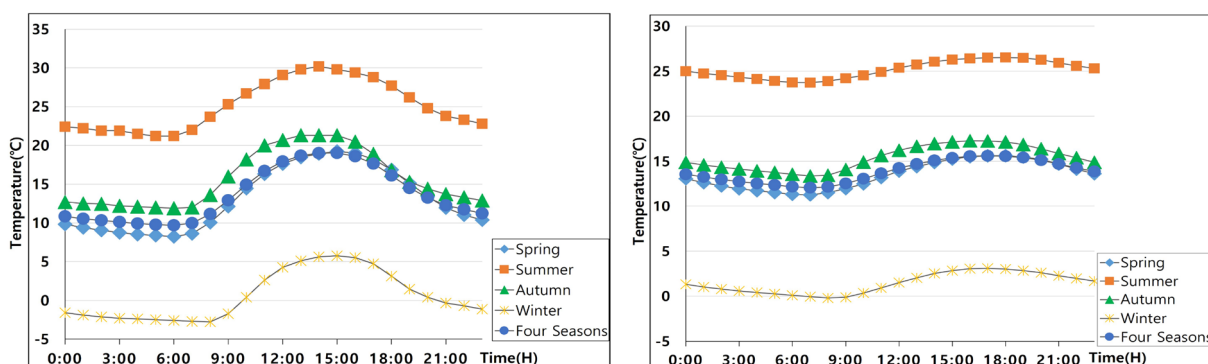 Temperature(℃)
35
30
25
20
15
10
5
0
-5
0:00 3:00 6:00 9:00 12:00 15:00 18:00 21:00 Time(H)
Spring
Summer
Autumn
Winter
Four Seasons
Temperature(℃)
30
25
20
15
10
5
0
-5
0:00 3:00 6:00 9:00 12:00 15:00 18:00 21:00 Time(H)
Spring
Summer
Autumn
Winter
Four Seasons